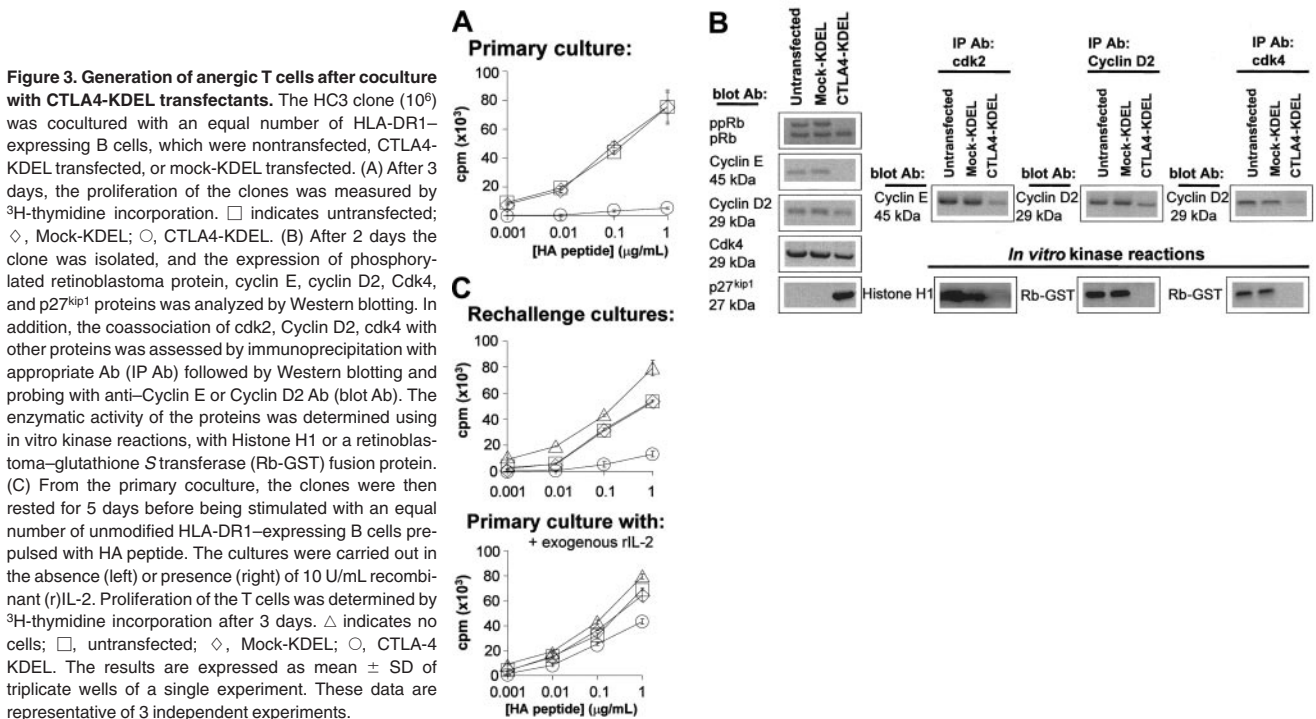 Figure 3. Generation of anergic T cells after coculture
with CTLA4-KDEL transfectants. The HC3 clone (10⁶)
was cocultured with an equal number of HLA-DR1–
expressing B cells, which were nontransfected, CTLA4-
KDEL transfected, or mock-KDEL transfected. (A) After 3
days, the proliferation of the clones was measured by
³H-thymidine incorporation. □ indicates untransfected;
◇, Mock-KDEL; ○, CTLA4-KDEL. (B) After 2 days the
clone was isolated, and the expression of phosphory-
lated retinoblastoma protein, cyclin E, cyclin D2, Cdk4,
and p27ᵏⁱᵖ¹ proteins was analyzed by Western blotting. In
addition, the coassociation of cdk2, Cyclin D2, cdk4 with
other proteins was assessed by immunoprecipitation with
appropriate Ab (IP Ab) followed by Western blotting and
probing with anti–Cyclin E or Cyclin D2 Ab (blot Ab). The
enzymatic activity of the proteins was determined using
in vitro kinase reactions, with Histone H1 or a retinoblas-
toma–glutathione S transferase (Rb-GST) fusion protein.
(C) From the primary coculture, the clones were then
rested for 5 days before being stimulated with an equal
number of unmodified HLA-DR1–expressing B cells pre-
pulsed with HA peptide. The cultures were carried out in
the absence (left) or presence (right) of 10 U/mL recombi-
nant (r)IL-2. Proliferation of the T cells was determined by
³H-thymidine incorporation after 3 days. △ indicates no
cells; □, untransfected; ◇, Mock-KDEL; ○, CTLA-4
KDEL. The results are expressed as mean ± SD of
triplicate wells of a single experiment. These data are
representative of 3 independent experiments.
A
Primary culture:
cpm (x10³)
100
80
60
40
20
0
0.001 0.01 0.1 1
[HA peptide] (µg/mL)
C
Rechallenge cultures:
cpm (x10³)
100
80
60
40
20
0
0.001 0.01 0.1 1
Primary culture with:
+ exogenous rIL-2
cpm (x10³)
100
80
60
40
20
0
0.001 0.01 0.1 1
[HA peptide] (µg/mL)
B
blot Ab:
Untransfected
Mock-KDEL
CTLA4-KDEL
ppRb
pRb
Cyclin E
45 kDa
Cyclin D2
29 kDa
Cdk4
29 kDa
p27ᵏⁱᵖ¹
27 kDa
IP Ab:
cdk2
Untransfected
Mock-KDEL
CTLA4-KDEL
blot Ab:
Cyclin E
45 kDa
IP Ab:
Cyclin D2
Untransfected
Mock-KDEL
CTLA4-KDEL
blot Ab:
Cyclin D2
29 kDa
IP Ab:
cdk4
Untransfected
Mock-KDEL
CTLA4-KDEL
blot Ab:
Cyclin D2
29 kDa
In vitro kinase reactions
Histone H1
Rb-GST
Rb-GST